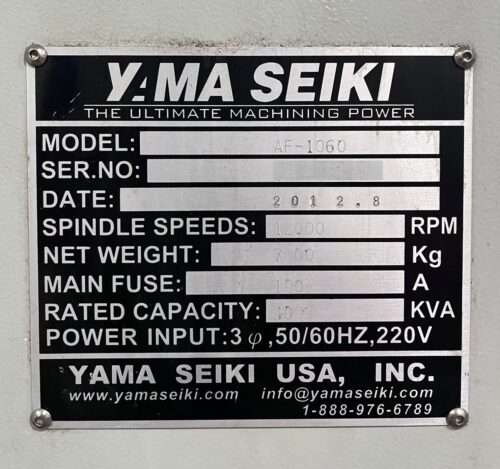 YAMA SEIKI
THE ULTIMATE MACHINING POWER
MODEL: AF-1060
SER.NO:
DATE: 2012.8
SPINDLE SPEEDS: 12000 RPM
NET WEIGHT: Kg
MAIN FUSE: 100 A
RATED CAPACITY: KVA
POWER INPUT:3φ,50/60HZ,220V
YAMA SEIKI USA, INC.
www.yamaseiki.com info@yamaseiki.com
1-888-976-6789